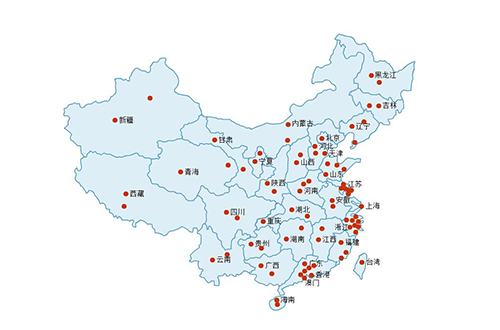 黑龙江
吉林
辽宁
内蒙古
新疆
甘肃
北京
河北
天津
宁夏
山西
青海
山东
陕西
河南
江苏
西藏
安徽
上海
四川
湖北
重庆
浙江
贵州
湖南
江西
福建
云南
广西
广东
台湾
香港
澳门
海南